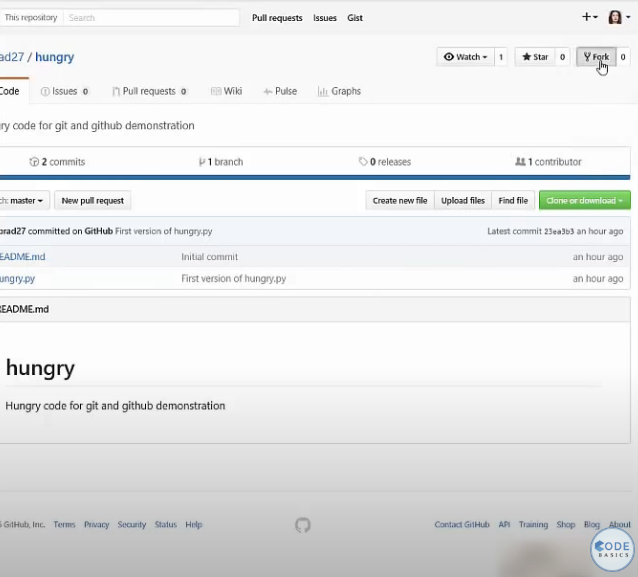 This repository Search Pull requests Issues Gist
ad27 / hungry Watch 1 Star 0 Fork 0
Code Issues 0 Pull requests 0 Wiki Pulse Graphs
ry code for git and github demonstration
2 commits 1 branch 0 releases 1 contributor
ch: master New pull request Create new file Upload files Find file Clone or download
prad27 committed on GitHub First version of hungry.py Latest commit 23ea3b3 an hour ago
EADME.md Initial commit an hour ago
ungry.py First version of hungry.py an hour ago
README.md
hungry
Hungry code for git and github demonstration
GitHub, Inc. Terms Privacy Security Status Help Contact GitHub API Training Shop Blog About
CODE
BASICS